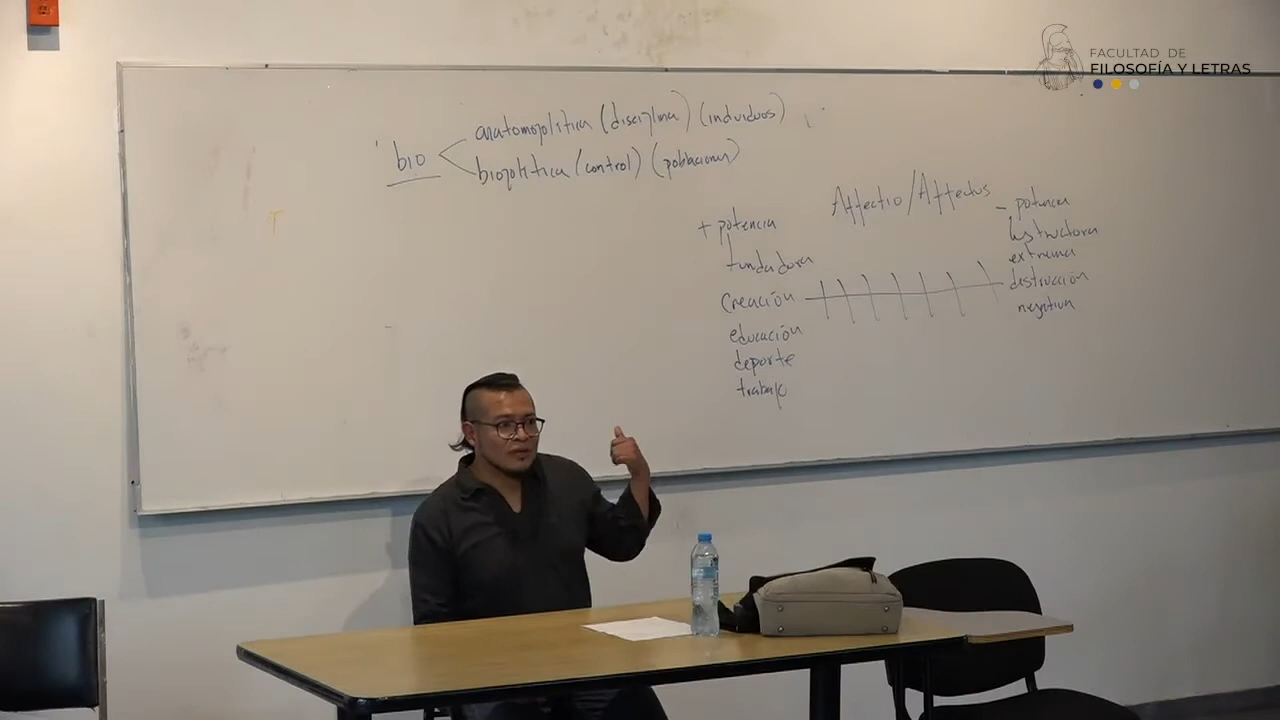 FACULTAD DE
FILOSOFÍA Y LETRAS
bio
anatomopolítica (disciplina) (individuos)
biopolítica (control) (poblaciones)
Affectio/Affectus
+ potencia
fundadora
creación
educación
deporte
trabajo
- potencia
destructora
extrema
destrucción
negativa